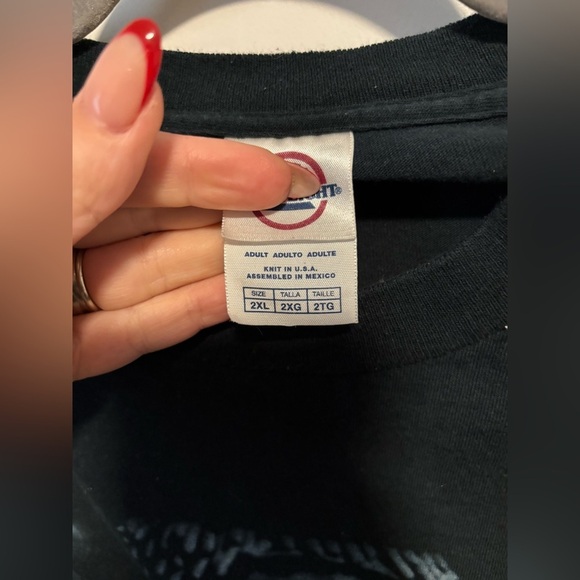 ADULT ADULTO ADULTE
KNIT IN U.S.A.
ASSEMBLED IN MEXICO
SIZE TALLA TAILLE
2XL 2XG 2TG